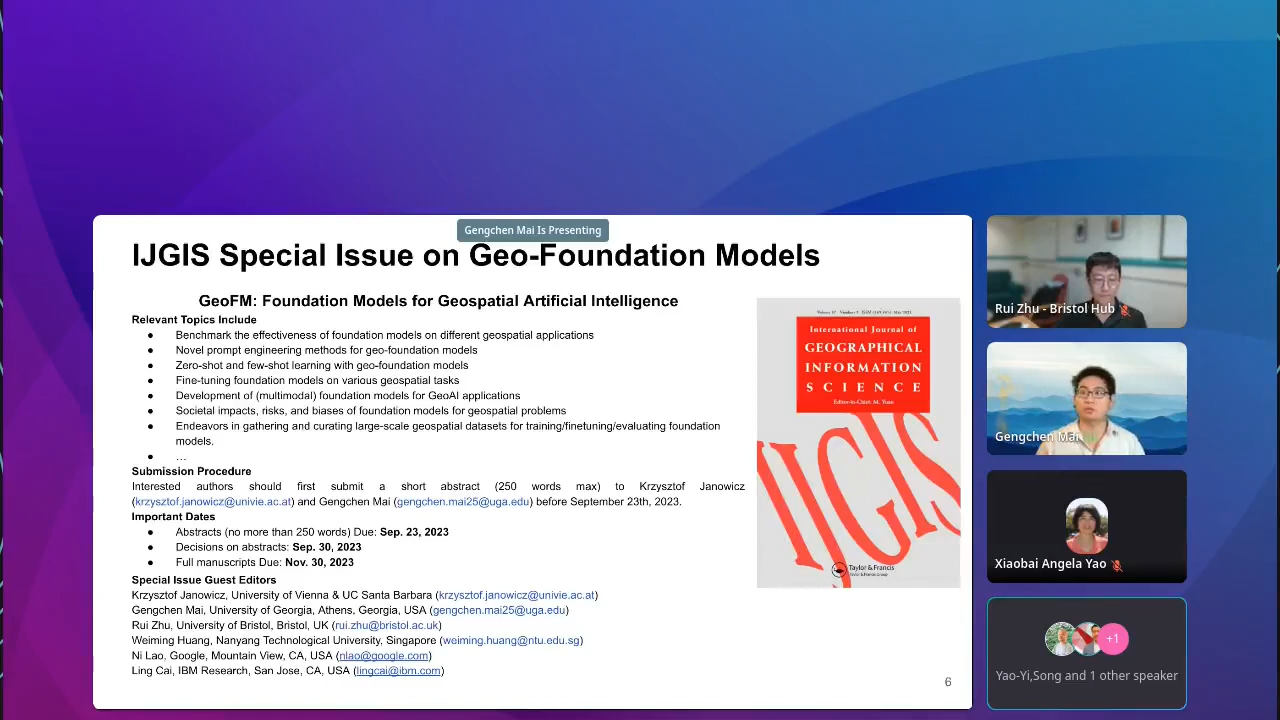 Gengchen Mai Is Presenting
IJGIS Special Issue on Geo-Foundation Models
GeoFM: Foundation Models for Geospatial Artificial Intelligence
Relevant Topics Include
● Benchmark the effectiveness of foundation models on different geospatial applications
● Novel prompt engineering methods for geo-foundation models
● Zero-shot and few-shot learning with geo-foundation models
● Fine-tuning foundation models on various geospatial tasks
● Development of (multimodal) foundation models for GeoAI applications
● Societal impacts, risks, and biases of foundation models for geospatial problems
● Endeavors in gathering and curating large-scale geospatial datasets for training/finetuning/evaluating foundation
models.
● ...
Submission Procedure
Interested authors should first submit a short abstract (250 words max) to Krzysztof Janowicz
(krzysztof.janowicz@univie.ac.at) and Gengchen Mai (gengchen.mai25@uga.edu) before September 23th, 2023.
Important Dates
● Abstracts (no more than 250 words) Due: Sep. 23, 2023
● Decisions on abstracts: Sep. 30, 2023
● Full manuscripts Due: Nov. 30, 2023
Special Issue Guest Editors
Krzysztof Janowicz, University of Vienna & UC Santa Barbara (krzysztof.janowicz@univie.ac.at)
Gengchen Mai, University of Georgia, Athens, Georgia, USA (gengchen.mai25@uga.edu)
Rui Zhu, University of Bristol, Bristol, UK (rui.zhu@bristol.ac.uk)
Weiming Huang, Nanyang Technological University, Singapore (weiming.huang@ntu.edu.sg)
Ni Lao, Google, Mountain View, CA, USA (nlao@google.com)
Ling Cai, IBM Research, San Jose, CA, USA (lingcai@ibm.com)
International Journal of
GEOGRAPHICAL
INFORMATION
SCIENCE
Editor-in-Chief: M. Yuan
IJGIS
Taylor & Francis
Taylor & Francis Group
6
Rui Zhu - Bristol Hub
Gengchen Mai
Xiaobai Angela Yao
+1
Yao-Yi,Song and 1 other speaker